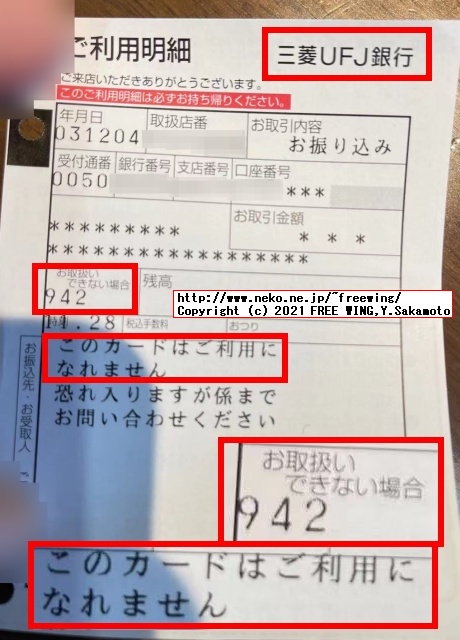 ご利用明細
三菱UFJ銀行
ご来店いただきありがとうございます。
このご利用明細は必ずお持ち帰りください。
年月日 取扱店番 お取引内容
031204 お振り込み
受付通番 銀行番号 支店番号 口座番号
0050 ***
お取引金額
********* * * *
******************
お取扱いできない場合 残高
942
http://www.neko.ne.jp/~freewing/
Copyright (c) 2021 FREE WING,Y.Sakamoto
時刻 .28 税込手数料 おつり
このカードはご利用に
なれません
恐れ入りますが係まで
お問い合わせください
お振込先・お受取人
お取扱い
できない場合
942
このカードはご利用に
なれません